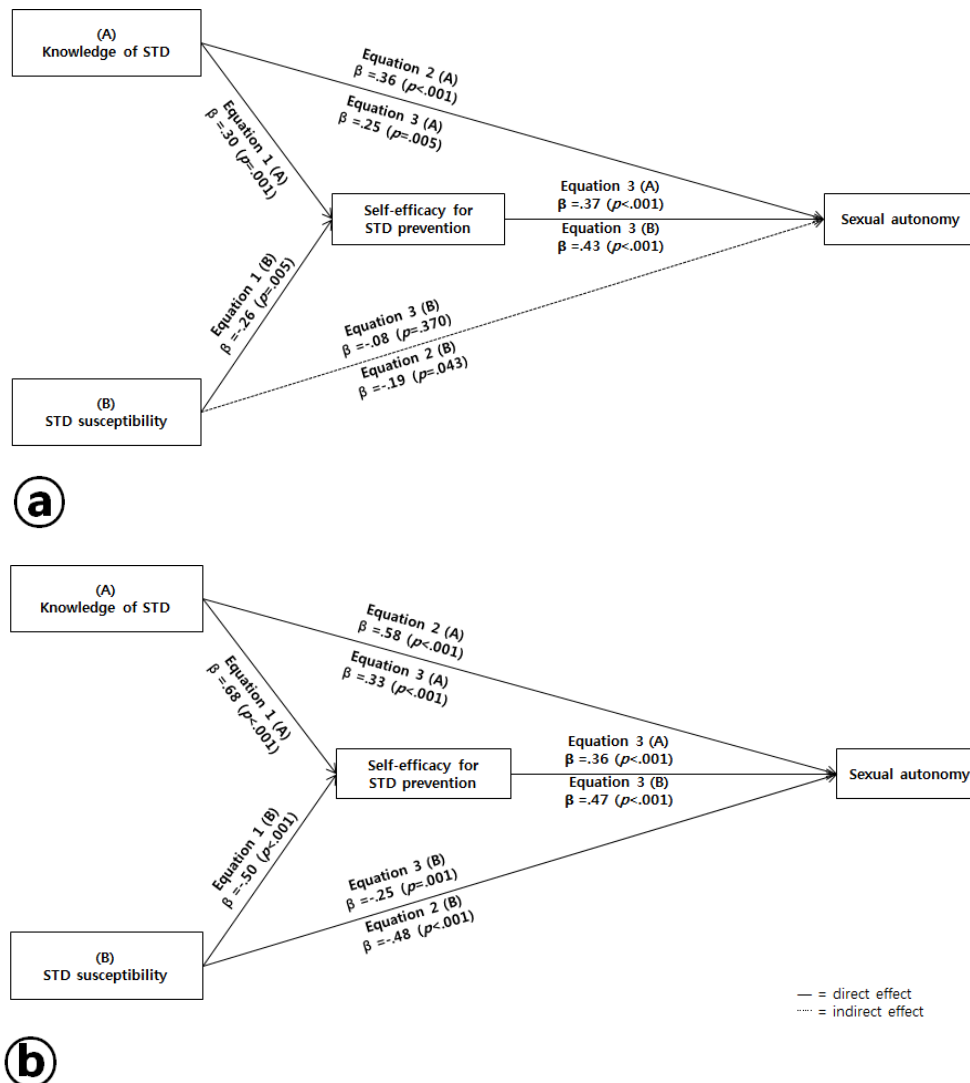 (A)
Knowledge of STD
Equation 2 (A)
β =.36 (p<.001)
Equation 3 (A)
β =.25 (p=.005)
Equation 1 (A)
β =.30 (p=.001)
Self-efficacy for
STD prevention
Equation 3 (A)
β =.37 (p<.001)
Equation 3 (B)
β =.43 (p<.001)
Sexual autonomy
Equation 1 (B)
β =-.26 (p=.005)
Equation 3 (B)
β =-.08 (p=.370)
Equation 2 (B)
β =-.19 (p=.043)
(B)
STD susceptibility
a
(A)
Knowledge of STD
Equation 2 (A)
β =.58 (p<.001)
Equation 3 (A)
β =.33 (p<.001)
Equation 1 (A)
β =.68 (p<.001)
Self-efficacy for
STD prevention
Equation 3 (A)
β =.36 (p<.001)
Equation 3 (B)
β =.47 (p<.001)
Sexual autonomy
Equation 1 (B)
β =-.50 (p<.001)
Equation 3 (B)
β =-.25 (p=.001)
Equation 2 (B)
β =-.48 (p<.001)
(B)
STD susceptibility
— = direct effect
┈ = indirect effect
b